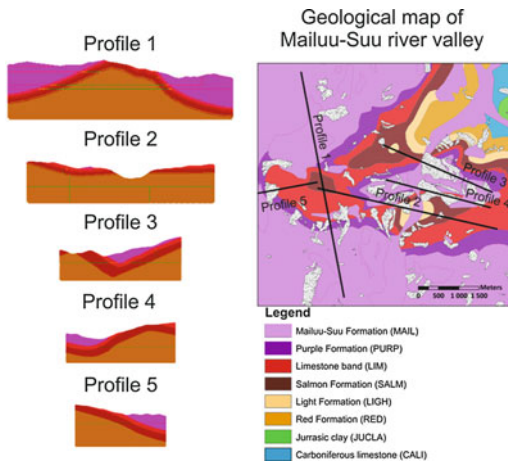 Profile 1
Profile 2
Profile 3
Profile 4
Profile 5
Geological map of
Mailuu-Suu river valley
Profile 1
Profile 3
Profile 4
Profile 2
Profile 5
0 500 1 000 1 500
Meters
Legend
Mailuu-Suu Formation (MAIL)
Purple Formation (PURP)
Limestone band (LIM)
Salmon Formation (SALM)
Light Formation (LIGH)
Red Formation (RED)
Jurrasic clay (JUCLA)
Carboniferous limestone (CALI)